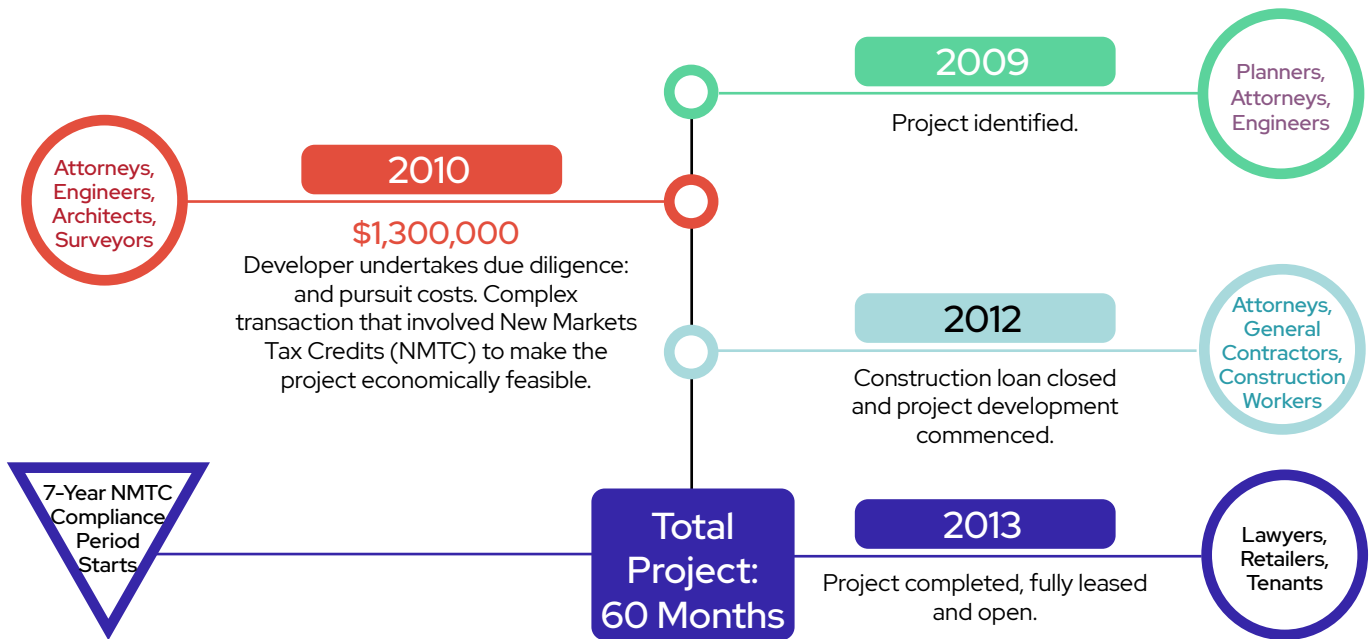 2009
Project identified.
Planners,
Attorneys,
Engineers
Attorneys,
Engineers,
Architects,
Surveyors
2010
$1,300,000
Developer undertakes due diligence:
and pursuit costs. Complex
transaction that involved New Markets
Tax Credits (NMTC) to make the
project economically feasible.
2012
Construction loan closed
and project development
commenced.
Attorneys,
General
Contractors,
Construction
Workers
7-Year NMTC
Compliance
Period
Starts
Total
Project:
60 Months
2013
Project completed, fully leased
and open.
Lawyers,
Retailers,
Tenants